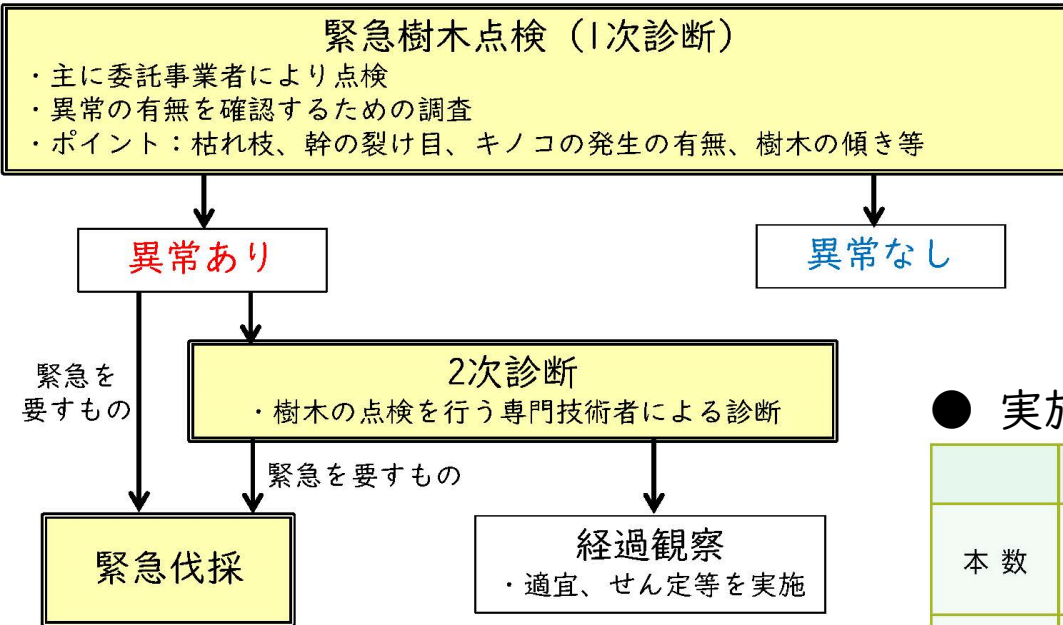 緊急樹木点検（1次診断）
・主に委託事業者により点検
・異常の有無を確認するための調査
・ポイント：枯れ枝、幹の裂け目、キノコの発生の有無、樹木の傾き等
異常あり
異常なし
緊急を
要すもの
2次診断
・樹木の点検を行う専門技術者による診断
緊急を要すもの
緊急伐採
経過観察
・適宜、せん定等を実施
● 実施
本数